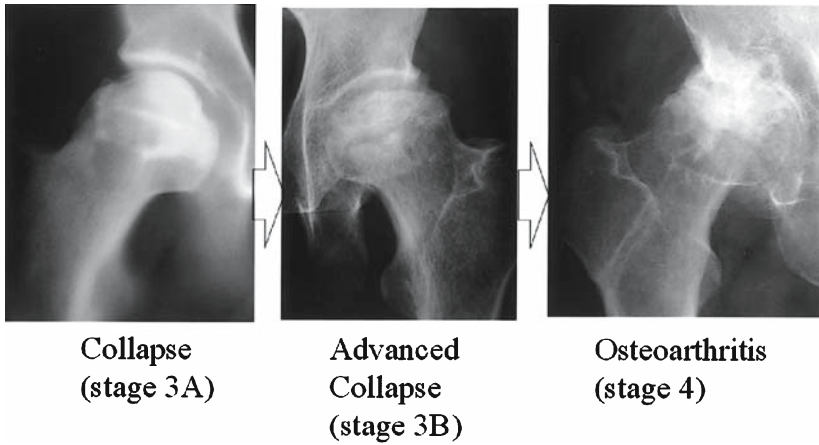 Collapse
(stage 3A)
Advanced
Collapse
(stage 3B)
Osteoarthritis
(stage 4)